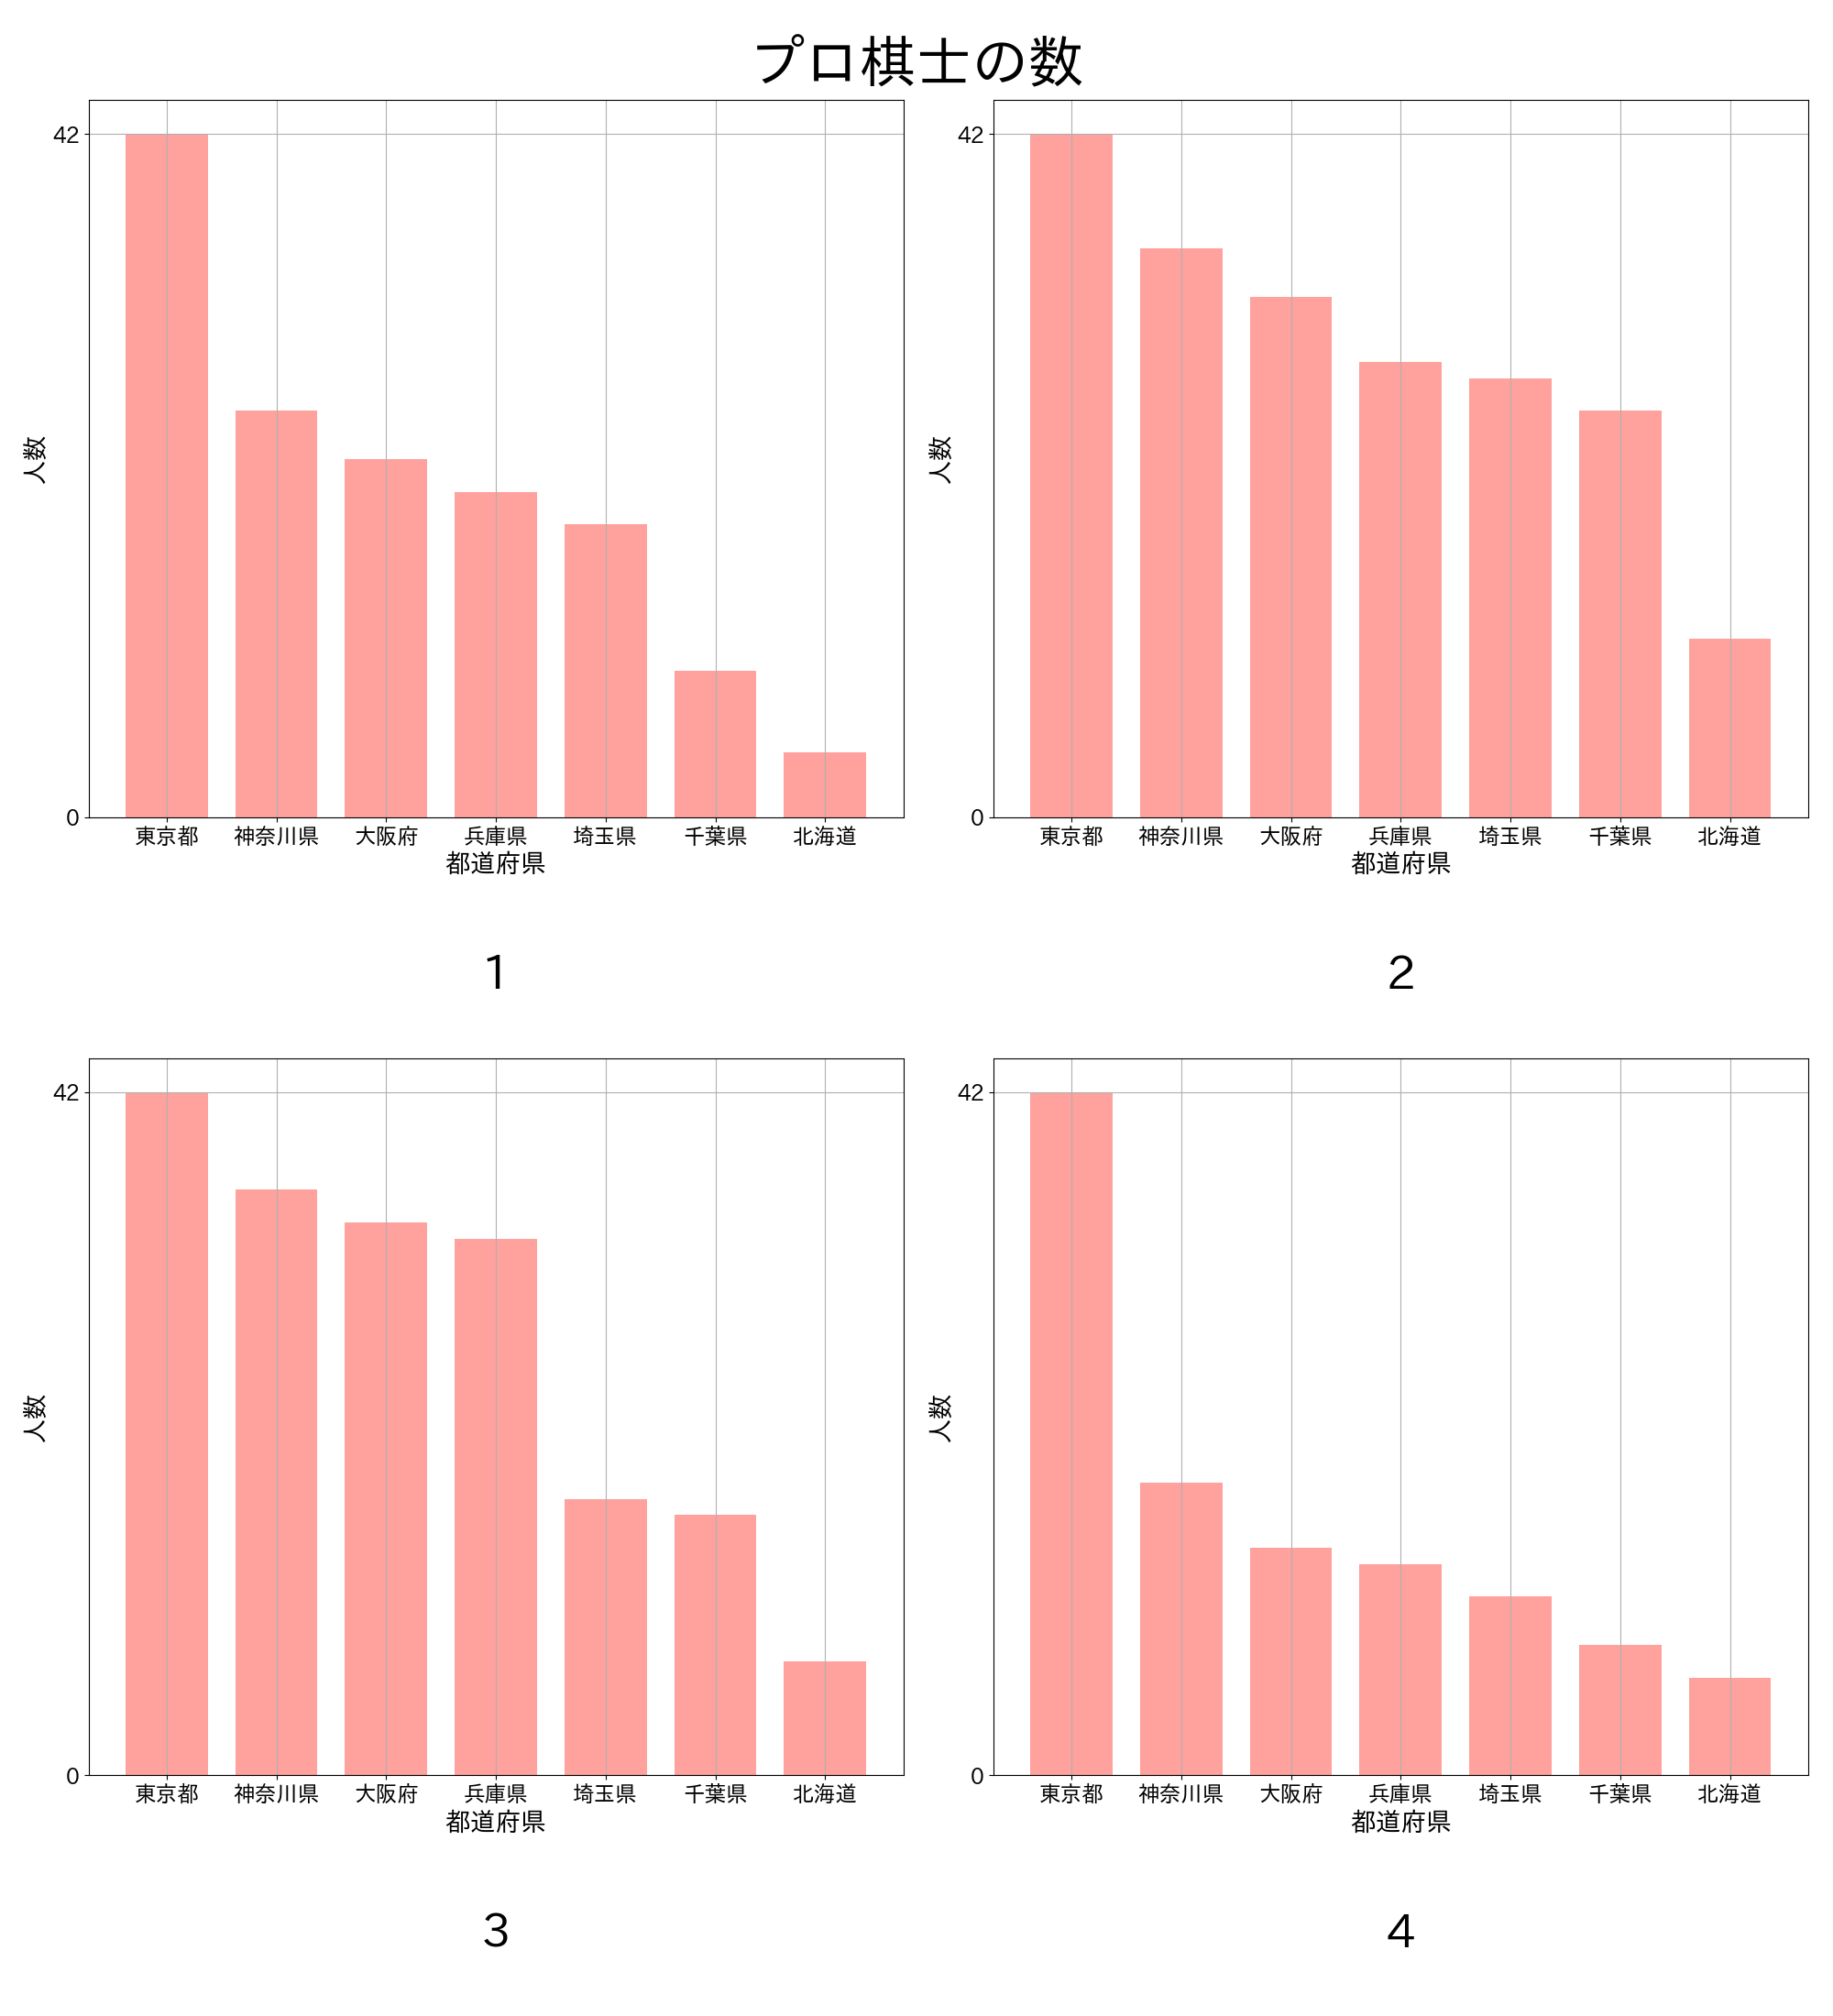 プロ棋士の数
42
0
人数
東京都 神奈川県 大阪府 兵庫県 埼玉県 千葉県 北海道
都道府県
1
42
0
人数
東京都 神奈川県 大阪府 兵庫県 埼玉県 千葉県 北海道
都道府県
2
42
0
人数
東京都 神奈川県 大阪府 兵庫県 埼玉県 千葉県 北海道
都道府県
3
42
0
人数
東京都 神奈川県 大阪府 兵庫県 埼玉県 千葉県 北海道
都道府県
4